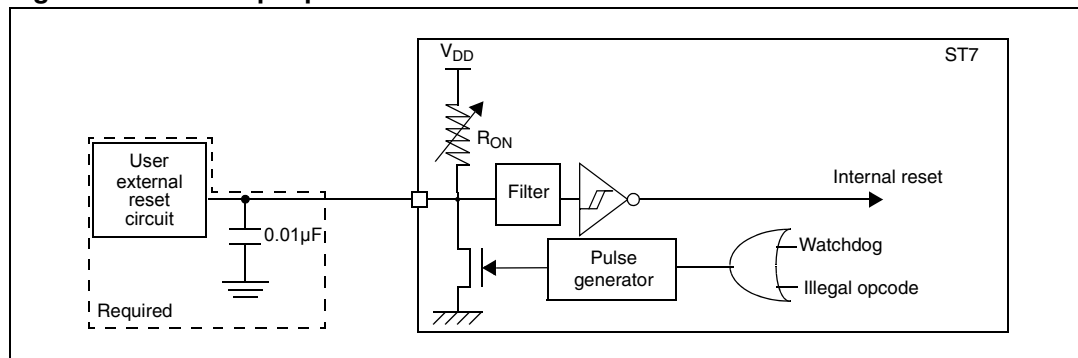 V_DD
ST7
R_ON
User
external
reset
circuit
Filter
Internal reset
0.01µF
Pulse
generator
Watchdog
Illegal opcode
Required